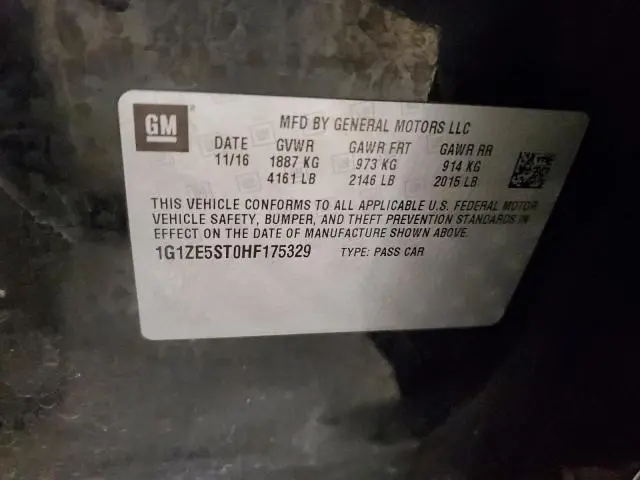 GM® MFD BY GENERAL MOTORS LLC
DATE GVWR GAWR FRT GAWR RR
11/16 1887 KG 973 KG 914 KG
4161 LB 2146 LB 2015 LB
THIS VEHICLE CONFORMS TO ALL APPLICABLE U.S. FEDERAL MOTOR
VEHICLE SAFETY, BUMPER, AND THEFT PREVENTION STANDARDS IN
EFFECT ON THE DATE OF MANUFACTURE SHOWN ABOVE.
1G1ZE5ST0HF175329 TYPE: PASS CAR